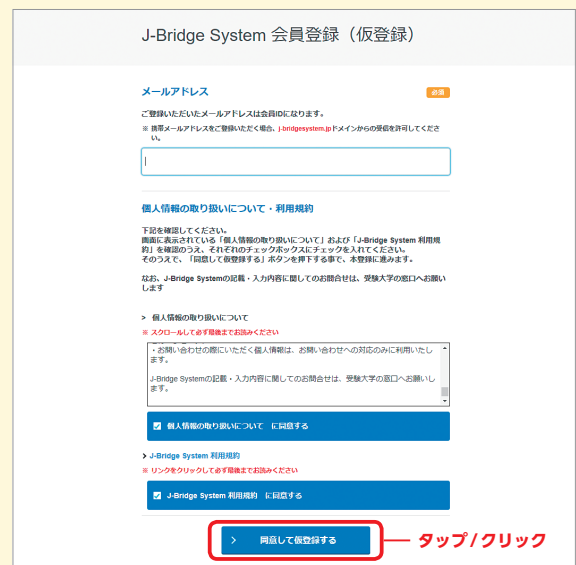 J-Bridge System 会員登録（仮登録）
メールアドレス
必須
ご登録いただいたメールアドレスは会員IDになります。
※ 携帯メールアドレスをご登録いただく場合、j-bridgesystem.jpドメインからの受信を許可してくださ
い。
個人情報の取り扱いについて・利用規約
下記を確認してください。
画面に表示されている「個人情報の取り扱いについて」および「J-Bridge System 利用規
約」を確認のうえ、それぞれのチェックボックスにチェックを入れてください。
そのうえで、「同意して仮登録する」ボタンを押下する事で、本登録に進みます。
なお、J-Bridge Systemの記載・入力内容に関してのお問合せは、受験大学の窓口へお願い
します
> 個人情報の取り扱いについて
※ スクロールして必ず最後までお読みください
・お問い合わせの際にいただく個人情報は、お問い合わせへの対応のみに利用いたし
ます。
J-Bridge Systemの記載・入力内容に関してのお問合せは、受験大学の窓口へお願いし
ます。
個人情報の取り扱いについて に同意する
> J-Bridge System 利用規約
※ リンクをクリックして必ず最後までお読みください
J-Bridge System 利用規約 に同意する
> 同意して仮登録する
タップ/クリック